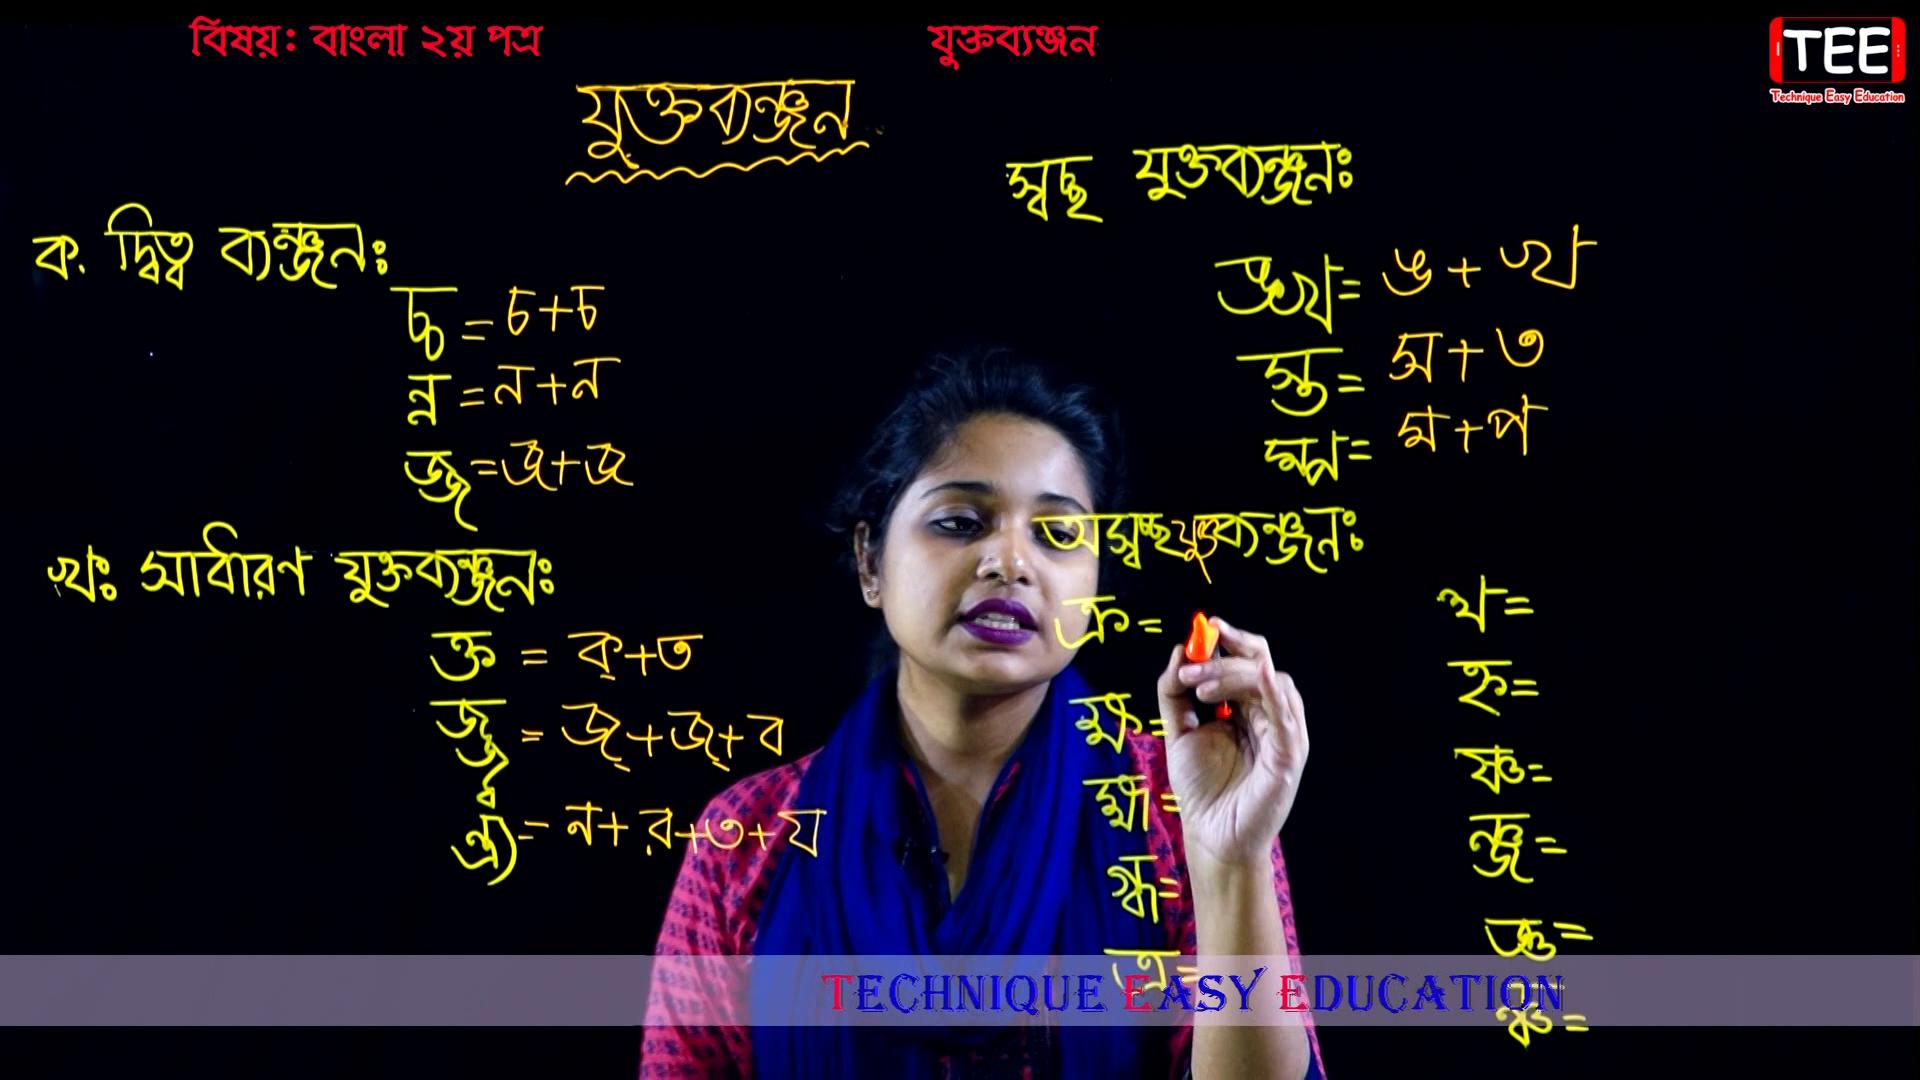 বিষয়ঃ বাংলা ২য় পত্র
যুক্তব্যঞ্জন
TEE
Technique Easy Education
যুক্তব্যঞ্জন
ক. দ্বিত্ব ব্যঞ্জনঃ
চ্চ = চ+চ
ন্ন = ন+ন
জ্জ = জ+জ
খঃ সাধারণ যুক্তব্যঞ্জনঃ
ক্ত = ক্+ত
জ্জ্ব = জ্+জ্+ব
= ন+র+ত+য
স্বচ্ছ যুক্তব্যঞ্জনঃ
ঙ্খ = ঙ + খ
স্ত = স+ত
ম্প = ম+প
অস্বচ্ছ যুক্তব্যঞ্জনঃ
ক্র =
ক্ষ =
ক্ষ্ম =
গ্ধ =
ত্র =
ত্থ =
হ্ন =
ষ্ণ =
ঞ্জ =
জ্ঞ =
TECHNIQUE EASY EDUCATION